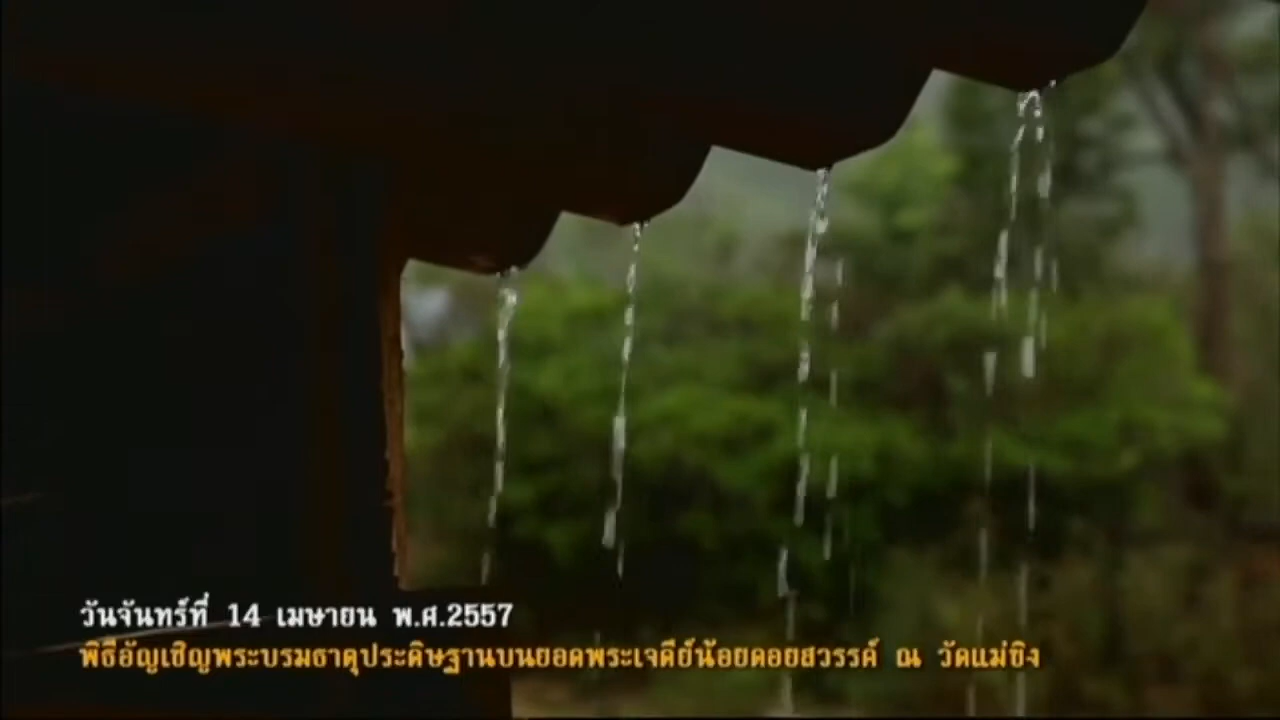 วันจันทร์ที่ 14 เมษายน พ.ศ.2557
พิธีอัญเชิญพระบรมธาตุประดิษฐานบนยอดพระเจดีย์น้อยดอยสวรรค์ ณ วัดแม่ขิง